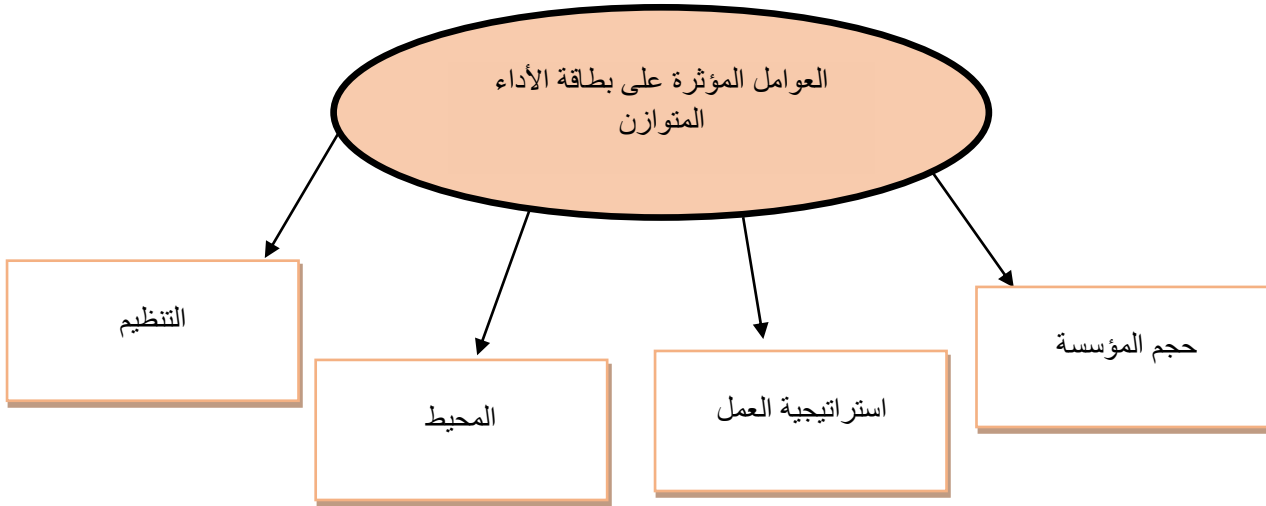 العوامل المؤثرة على بطاقة الأداء
المتوازن
حجم المؤسسة
استراتيجية العمل
المحيط
التنظيم